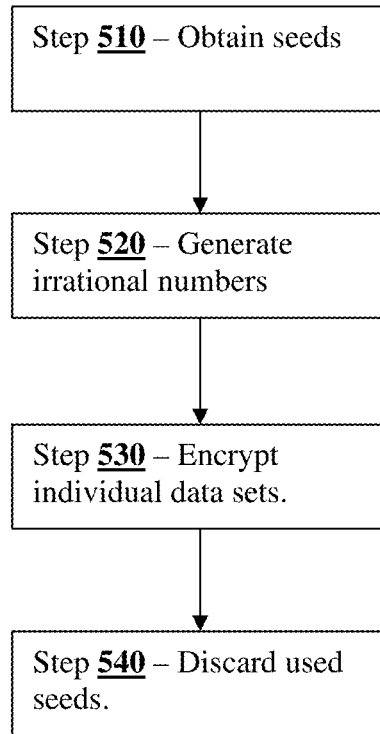 Step 510 – Obtain seeds
Step 520 – Generate
irrational numbers
Step 530 – Encrypt
individual data sets.
Step 540 – Discard used
seeds.